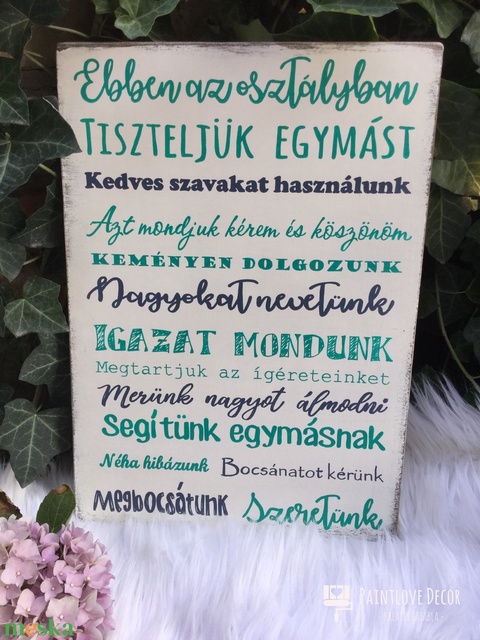 Ebben az osztályban
TISZTELJÜK EGYMÁST
Kedves szavakat használunk
Azt mondjuk kérem és köszönöm
KEMÉNYEN DOLGOZUNK
Nagyokat nevetünk
IGAZAT MONDUNK
Megtartjuk az ígéreteinket
Merünk nagyot álmodni
Segítünk egymásnak
Néha hibázunk Bocsánatot kérünk
Megbocsátunk Szeretünk
PAINTLOVE DECOR
meska